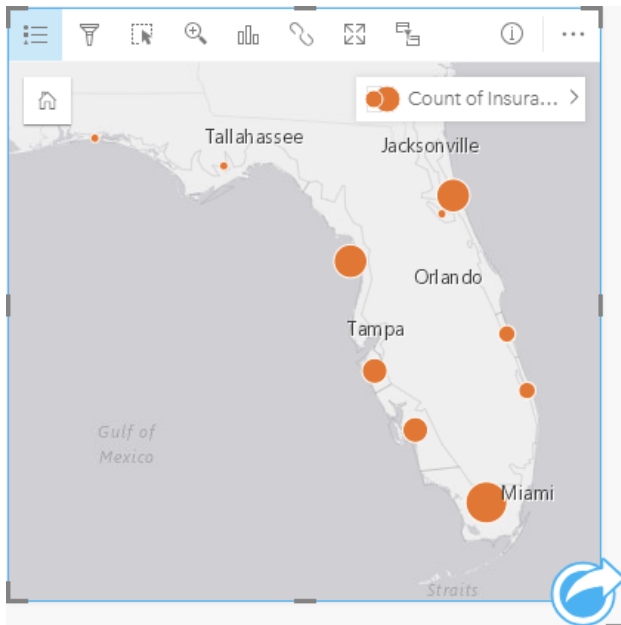 Count of Insura...
Tallahassee
Jacksonville
Orlando
Tampa
Gulf of
Mexico
Miami
Straits